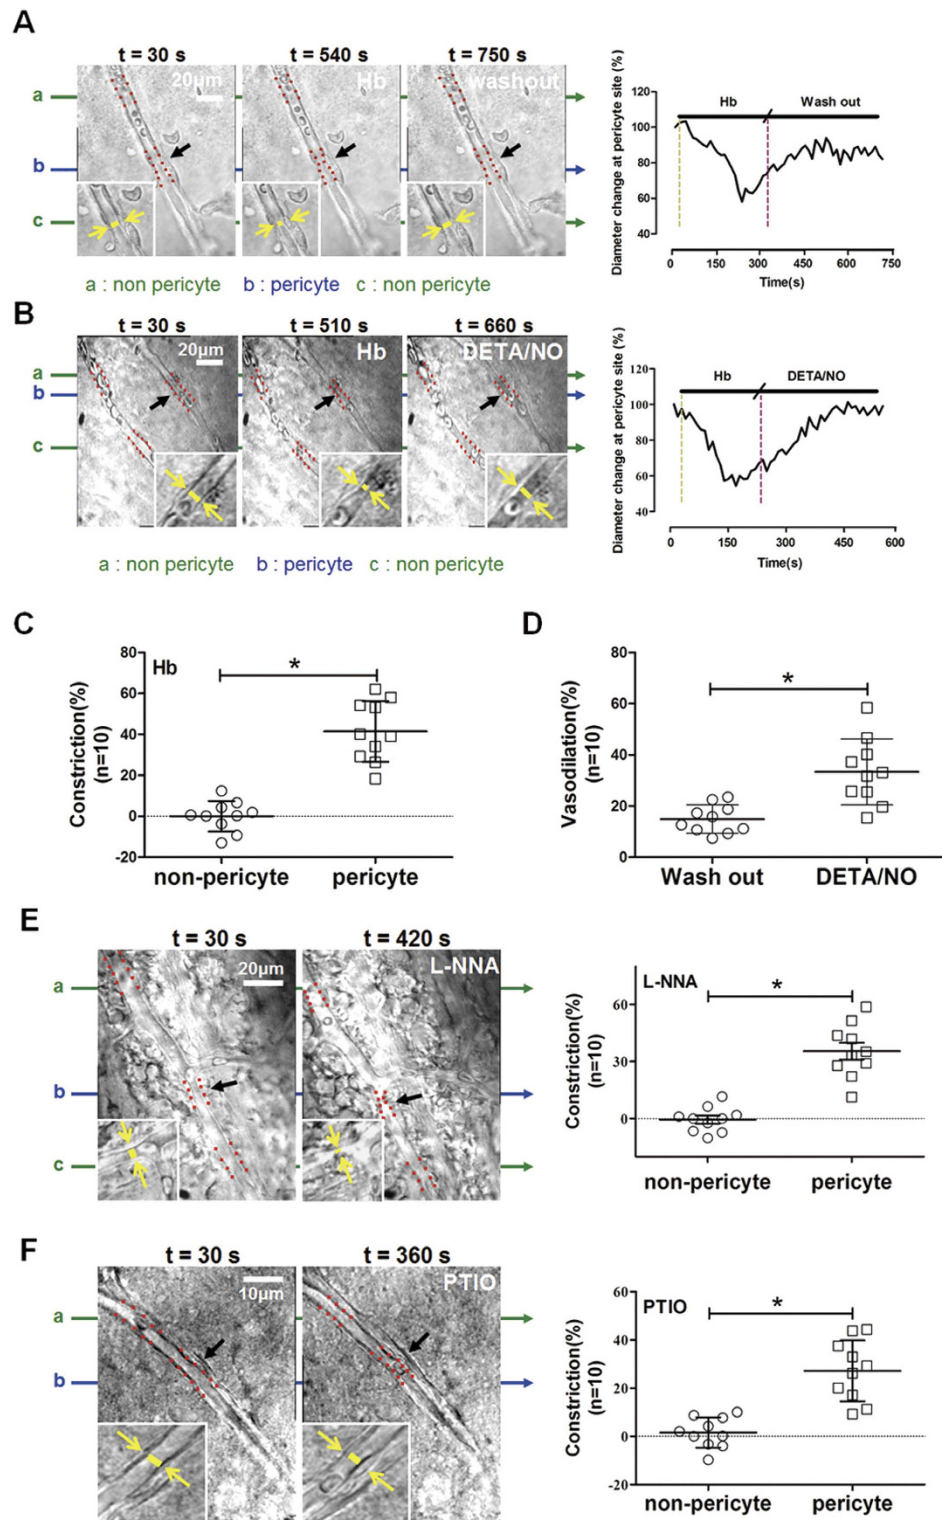 A
t = 30 s t = 540 s t = 750 s
20µm Hb washout
a
b
c
a : non pericyte b : pericyte c : non pericyte
Diameter change at pericyte site (%)
120
100
80
60
40
Hb Wash out
0 150 300 450 600 750
Time(s)
B
t = 30 s t = 510 s t = 660 s
20µm Hb DETA/NO
a
b
c
a : non pericyte b : pericyte c : non pericyte
Diameter change at pericyte site (%)
120
100
80
60
40
Hb DETA/NO
0 150 300 450 600
Time(s)
C
Constriction(%)
(n=10)
80
60
40
20
0
-20
Hb
*
non-pericyte pericyte
D
Vasodilation(%)
(n=10)
80
60
40
20
0
*
Wash out DETA/NO
E
t = 30 s t = 420 s
20µm L-NNA
a
b
c
Constriction(%)
(n=10)
60
30
0
L-NNA
*
non-pericyte pericyte
F
t = 30 s t = 360 s
10µm PTIO
a
b
Constriction(%)
(n=10)
60
40
20
0
-20
PTIO
*
non-pericyte pericyte